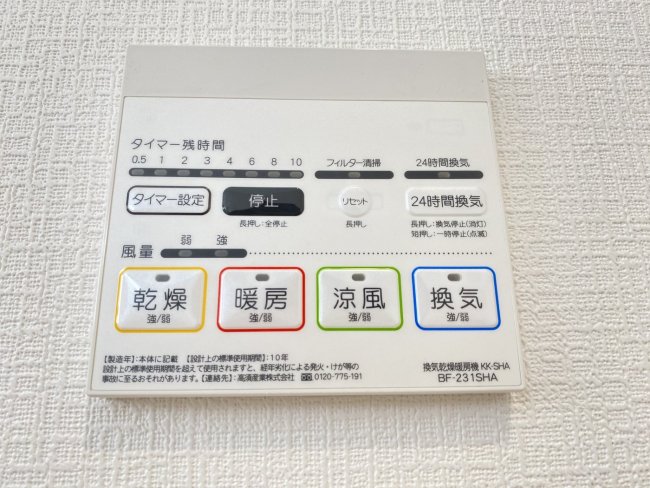 タイマー残時間
0.5 1 2 3 4 6 8 10 フィルター清掃 24時間換気
タイマー設定 停止 リセット 24時間換気
長押し:全停止 長押し 長押し:換気停止(消灯)
短押し:一時停止(点滅)
弱 強
風量
乾燥 暖房 涼風 換気
強/弱 強/弱 強/弱 強/弱
【製造年】:本体に記載 【設計上の標準使用期間】:10年
設計上の標準使用期間を超えて使用されますと、経年劣化による発火・けが等の
事故に至るおそれがあります。【連絡先】:高須産業株式会社 0120-775-191
換気乾燥暖房機 KK-SHA
BF-231SHA